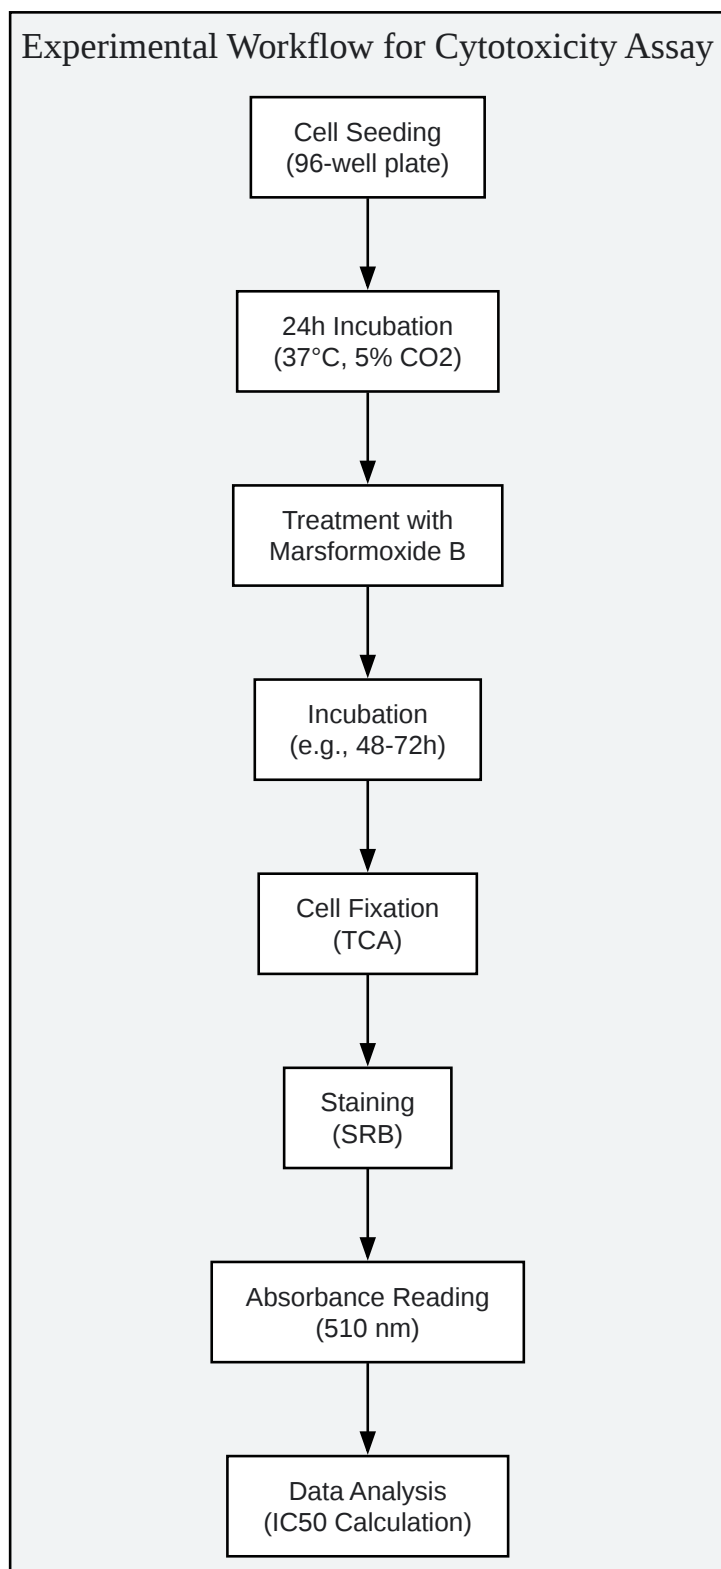 Experimental Workflow for Cytotoxicity Assay
Cell Seeding
(96-well plate)
24h Incubation
(37°C, 5% CO2)
Treatment with
Marsformoxide B
Incubation
(e.g., 48-72h)
Cell Fixation
(TCA)
Staining
(SRB)
Absorbance Reading
(510 nm)
Data Analysis
(IC50 Calculation)